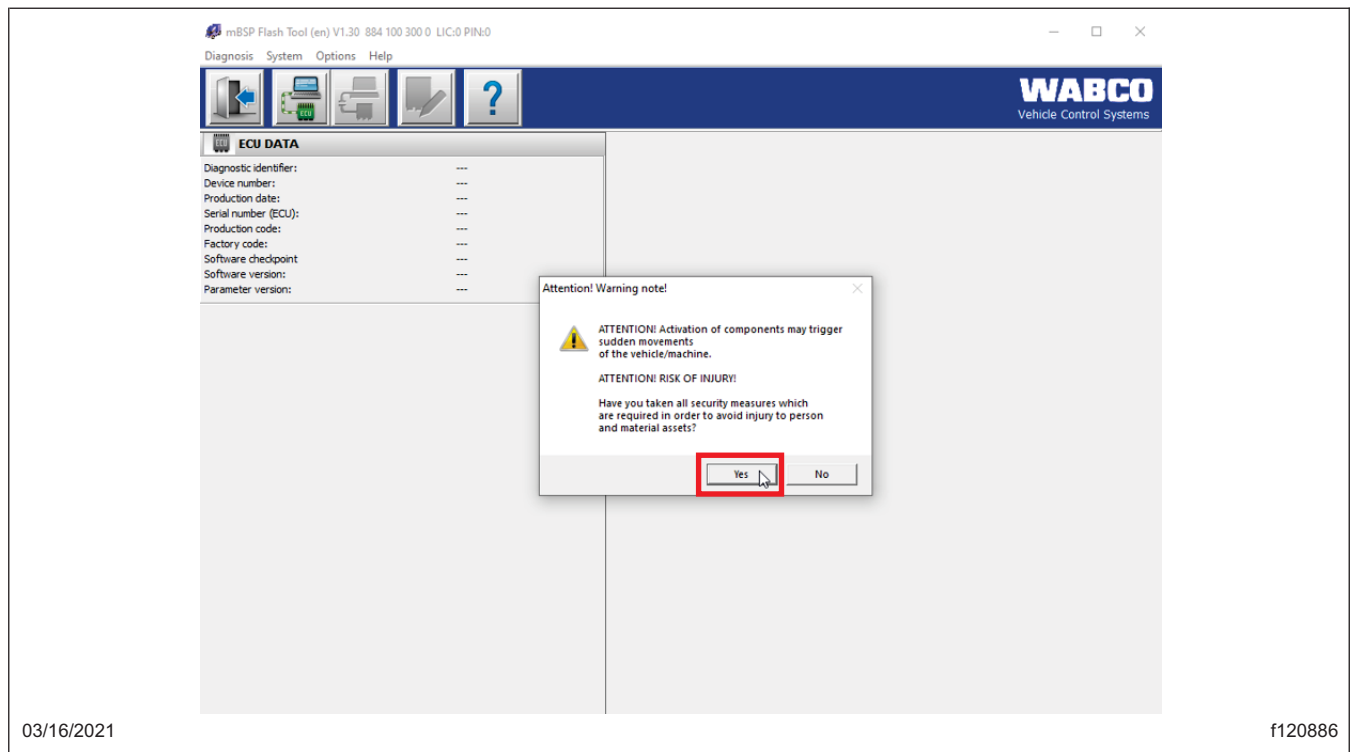 mBSP Flash Tool (en) V1.30 884 100 300 0 LIC:0 PIN:0
Diagnosis System Options Help
ECU
?
WABCO
Vehicle Control Systems
ECU
ECU DATA
Diagnostic identifier: ---
Device number: ---
Production date: ---
Serial number (ECU): ---
Production code: ---
Factory code: ---
Software checkpoint ---
Software version: ---
Parameter version: ---
Attention! Warning note!
ATTENTION! Activation of components may trigger
sudden movements
of the vehicle/machine.
ATTENTION! RISK OF INJURY!
Have you taken all security measures which
are required in order to avoid injury to person
and material assets?
Yes No
03/16/2021 f120886